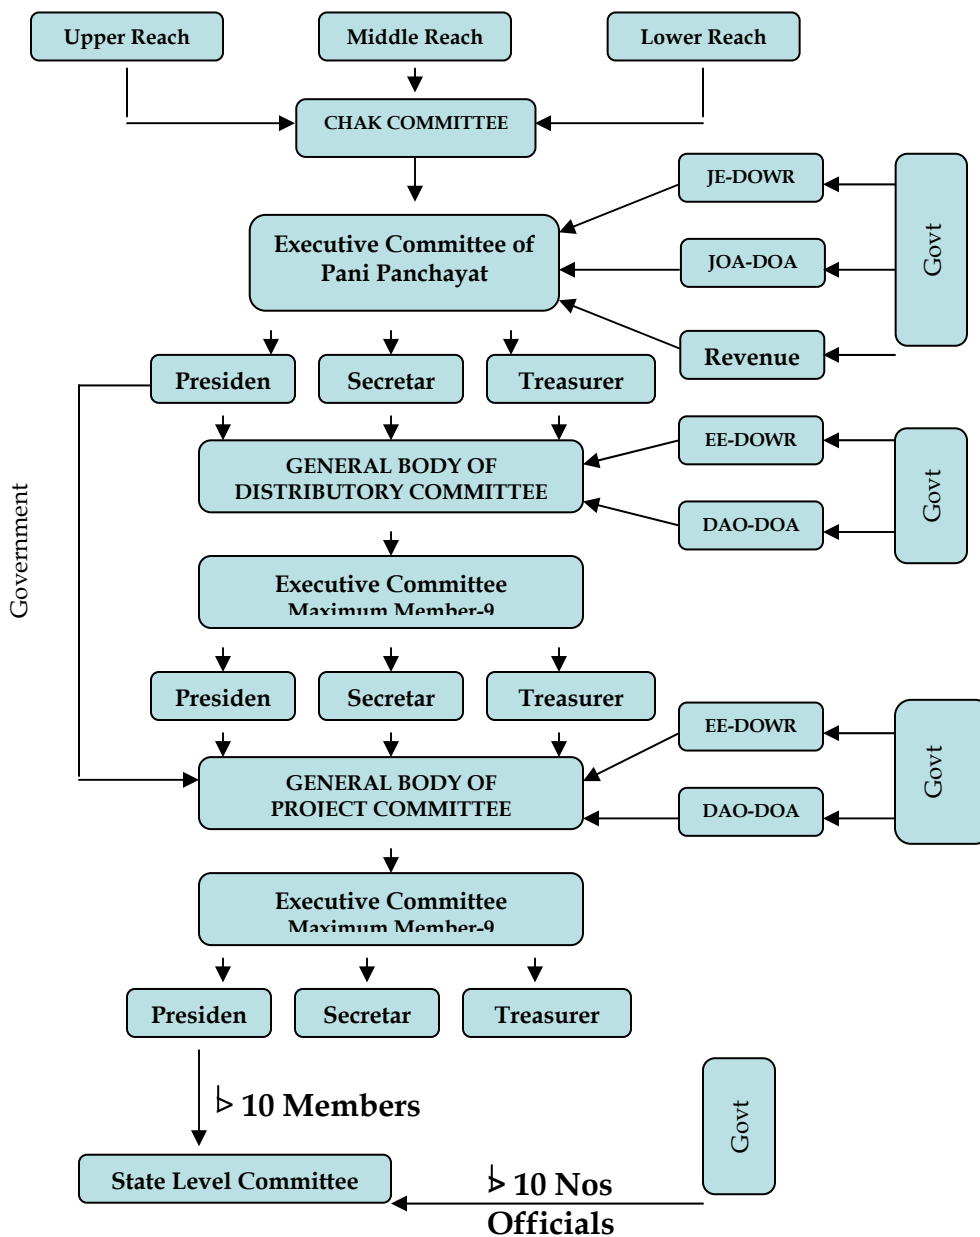 Upper Reach
Middle Reach
Lower Reach
CHAK COMMITTEE
JE-DOWR
Govt
Executive Committee of
Pani Panchayat
JOA-DOA
Revenue
Presiden
Secretar
Treasurer
EE-DOWR
Govt
GENERAL BODY OF
DISTRIBUTORY COMMITTEE
DAO-DOA
Government
Executive Committee
Maximum Member-9
Presiden
Secretar
Treasurer
EE-DOWR
Govt
GENERAL BODY OF
PROJECT COMMITTEE
DAO-DOA
Executive Committee
Maximum Member-9
Presiden
Secretar
Treasurer
10 Members
Govt
State Level Committee
10 Nos
Officials